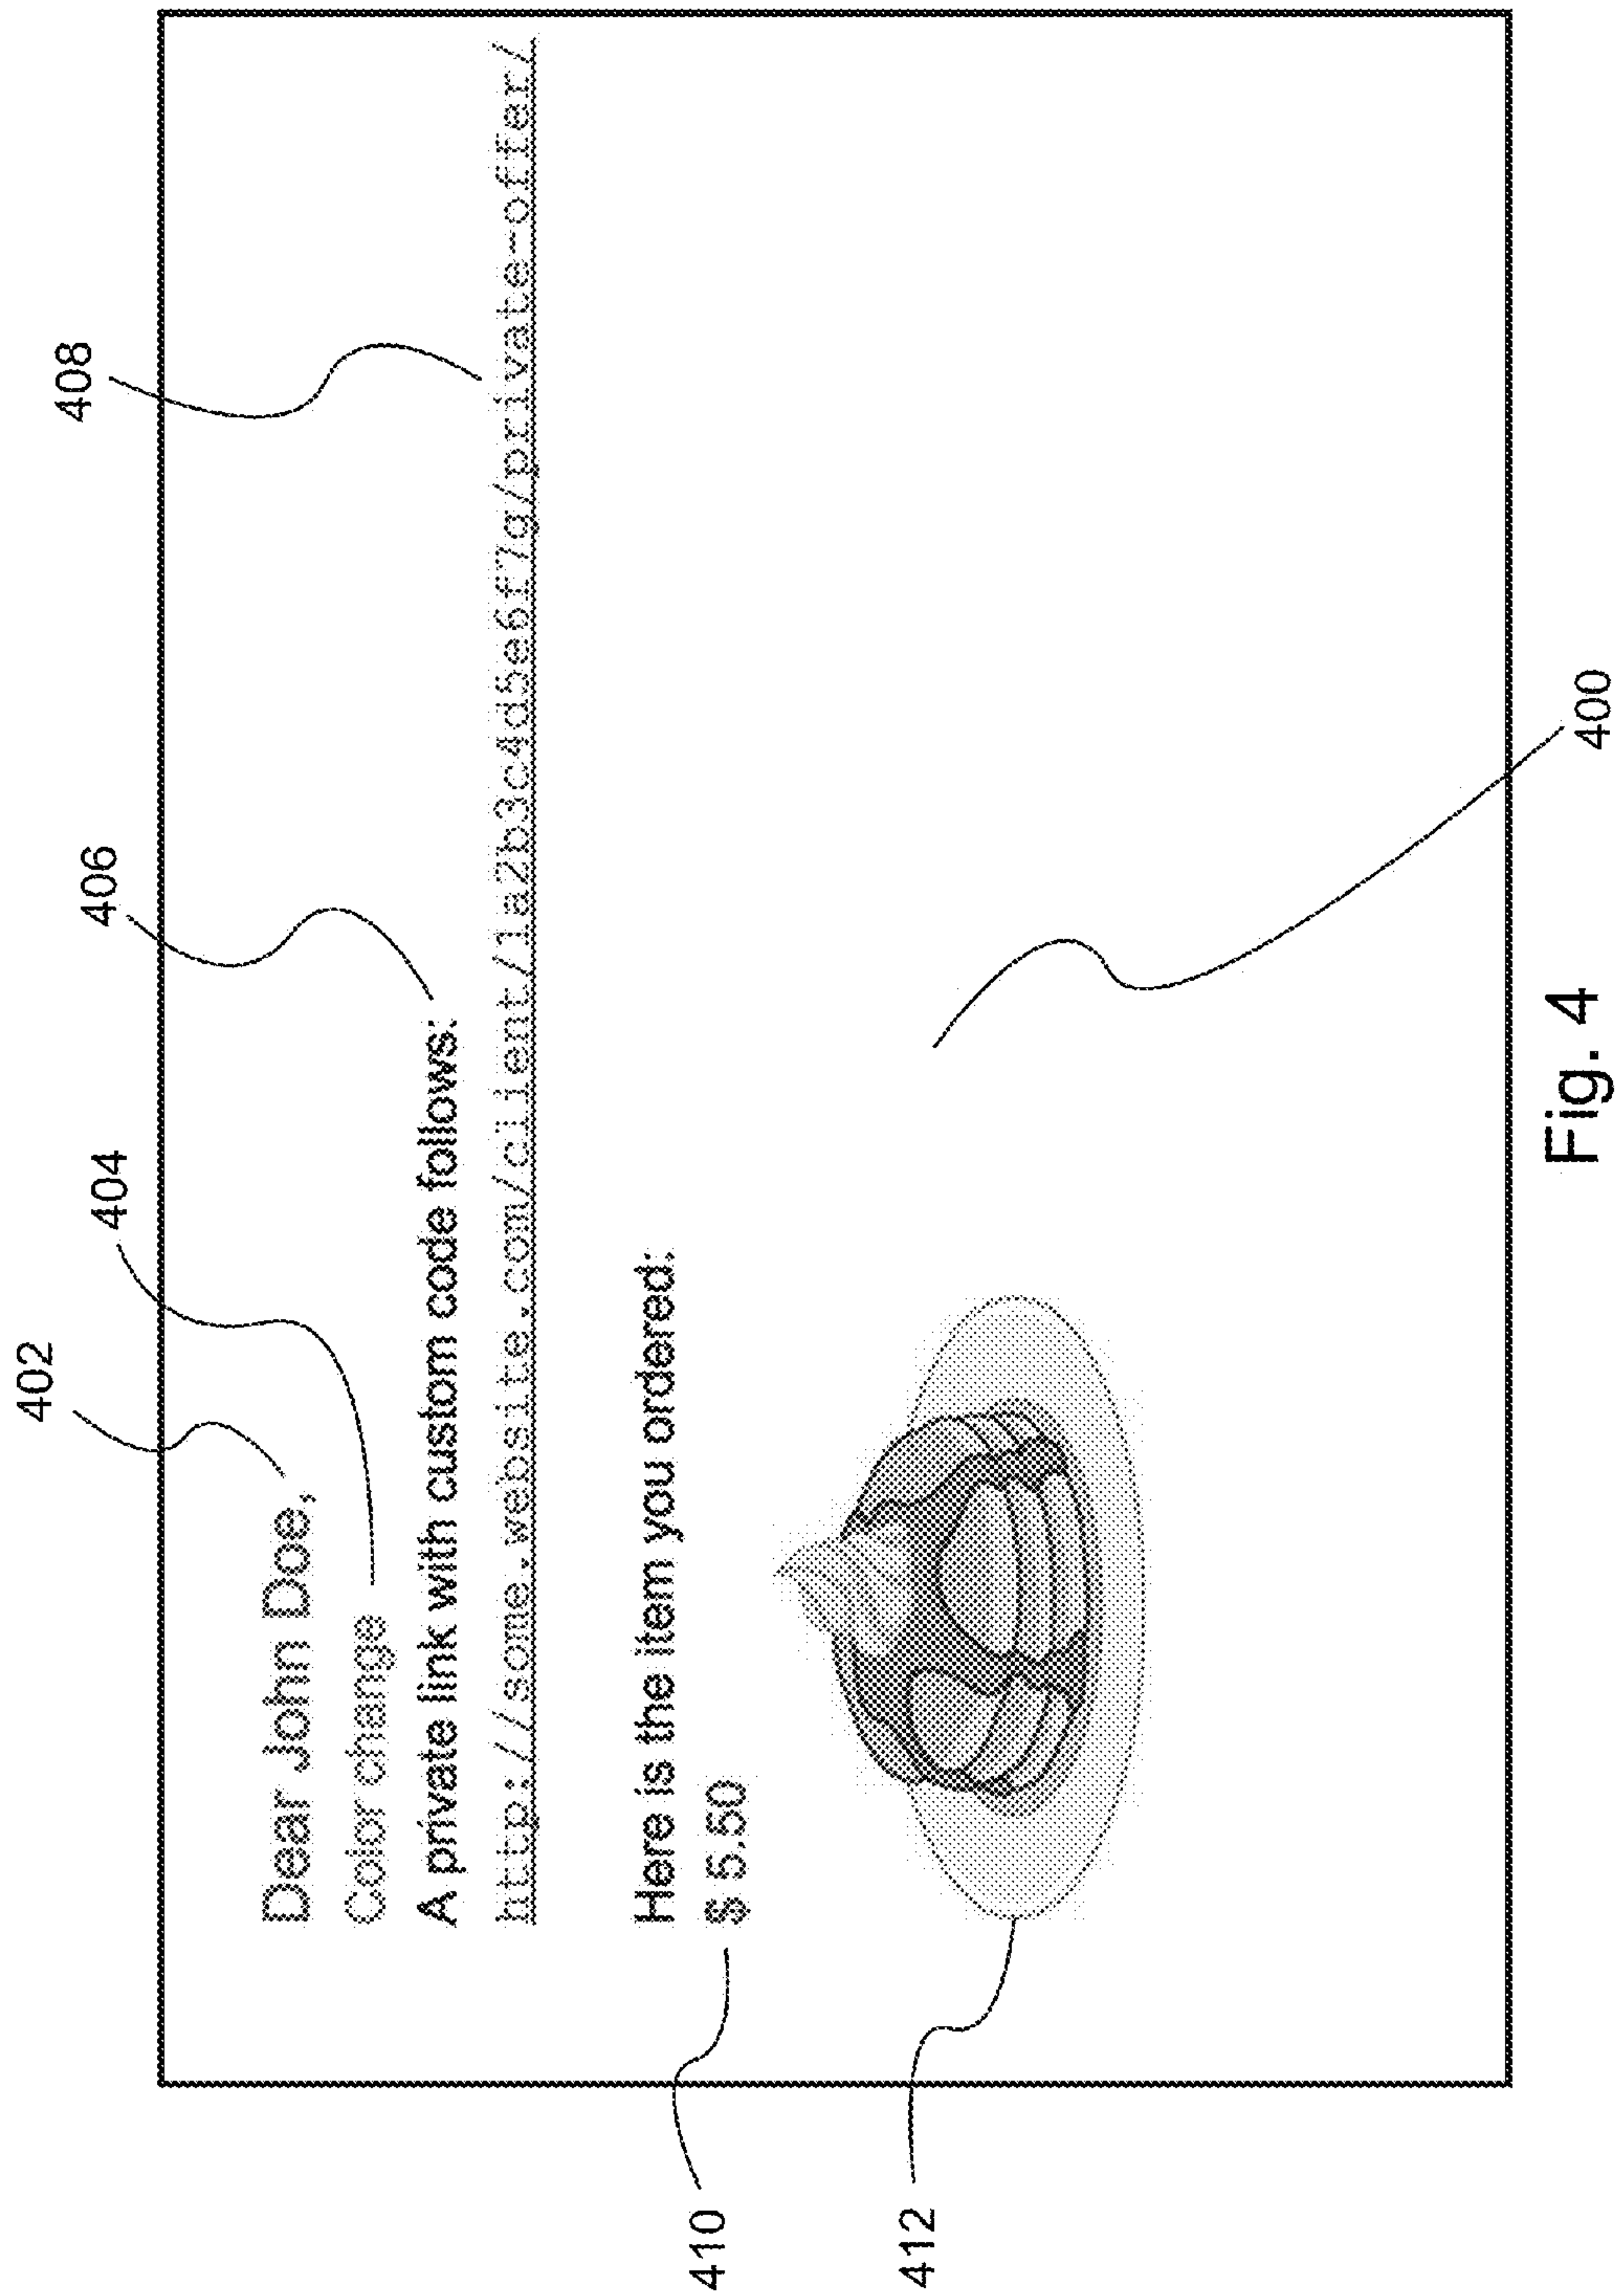 402
404
406
408
Dear John Doe,
Color change
A private link with custom code follows:
http://some.website.com/client/1a2b3c4d5e6f7g/private-offer/
Here is the item you ordered:
410
$ 5.50
412
400
Fig. 4